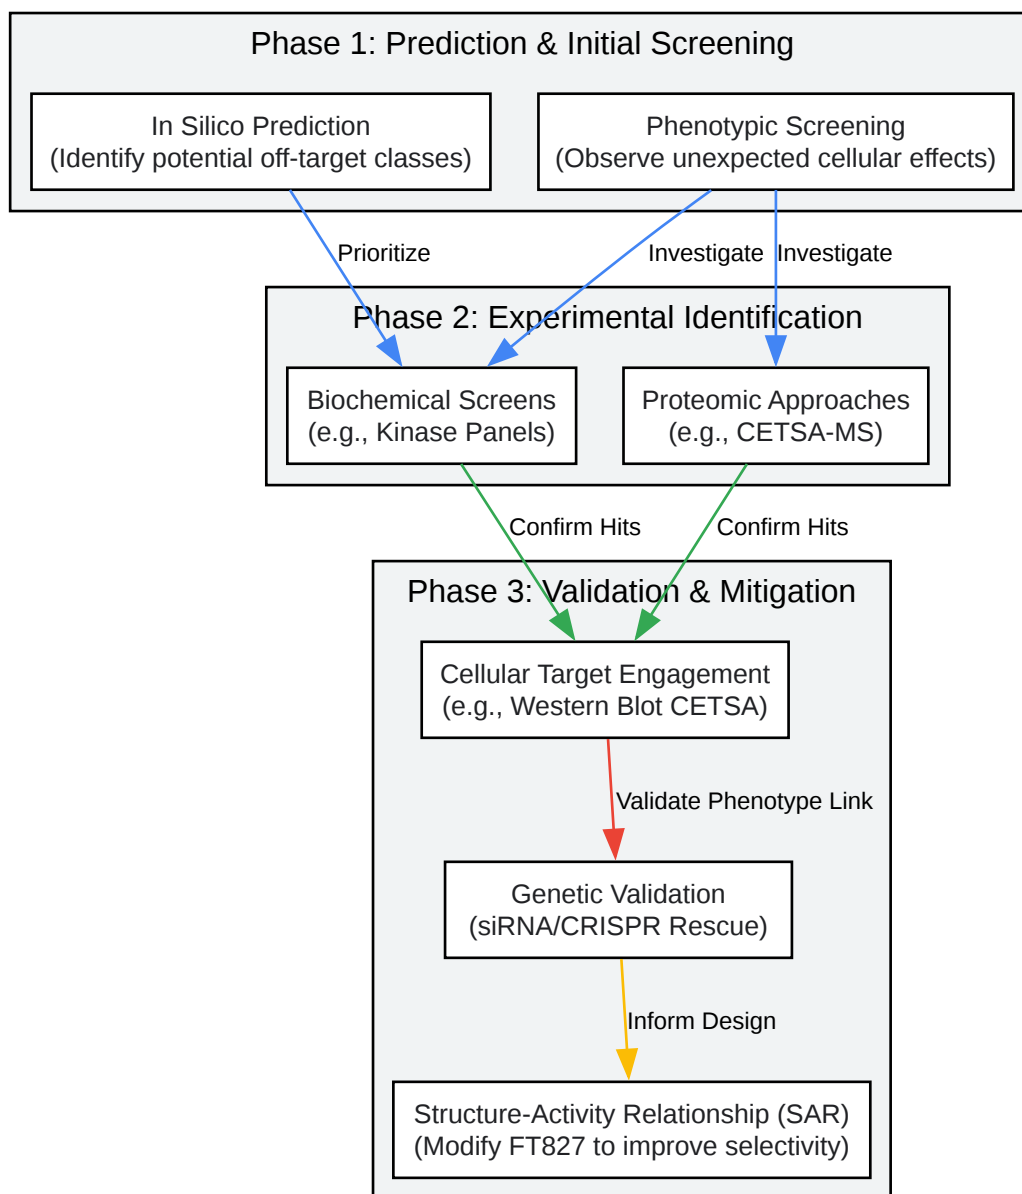 Phase 1: Prediction & Initial Screening
In Silico Prediction
(Identify potential off-target classes)
Phenotypic Screening
(Observe unexpected cellular effects)
Prioritize
Investigate
Investigate
Phase 2: Experimental Identification
Biochemical Screens
(e.g., Kinase Panels)
Proteomic Approaches
(e.g., CETSA-MS)
Confirm Hits
Confirm Hits
Phase 3: Validation & Mitigation
Cellular Target Engagement
(e.g., Western Blot CETSA)
Validate Phenotype Link
Genetic Validation
(siRNA/CRISPR Rescue)
Inform Design
Structure-Activity Relationship (SAR)
(Modify FT827 to improve selectivity)